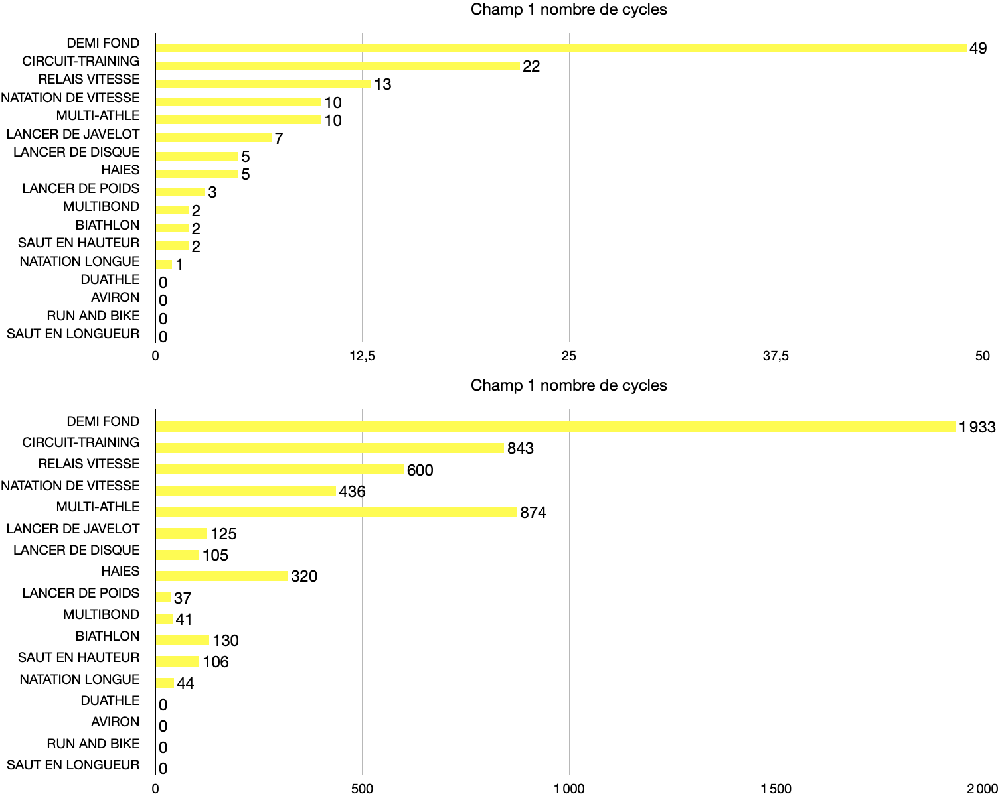 Champ 1 nombre de cycles
DEMI FOND 49
CIRCUIT-TRAINING 22
RELAIS VITESSE 13
NATATION DE VITESSE 10
MULTI-ATHLE 10
LANCER DE JAVELOT 7
LANCER DE DISQUE 5
HAIES 5
LANCER DE POIDS 3
MULTIBOND 2
BIATHLON 2
SAUT EN HAUTEUR 2
NATATION LONGUE 1
DUATHLE 0
AVIRON 0
RUN AND BIKE 0
SAUT EN LONGUEUR 0
0 12,5 25 37,5 50
Champ 1 nombre de cycles
DEMI FOND 1 933
CIRCUIT-TRAINING 843
RELAIS VITESSE 600
NATATION DE VITESSE 436
MULTI-ATHLE 874
LANCER DE JAVELOT 125
LANCER DE DISQUE 105
HAIES 320
LANCER DE POIDS 37
MULTIBOND 41
BIATHLON 130
SAUT EN HAUTEUR 106
NATATION LONGUE 44
DUATHLE 0
AVIRON 0
RUN AND BIKE 0
SAUT EN LONGUEUR 0
0 500 1 000 1 500 2 000